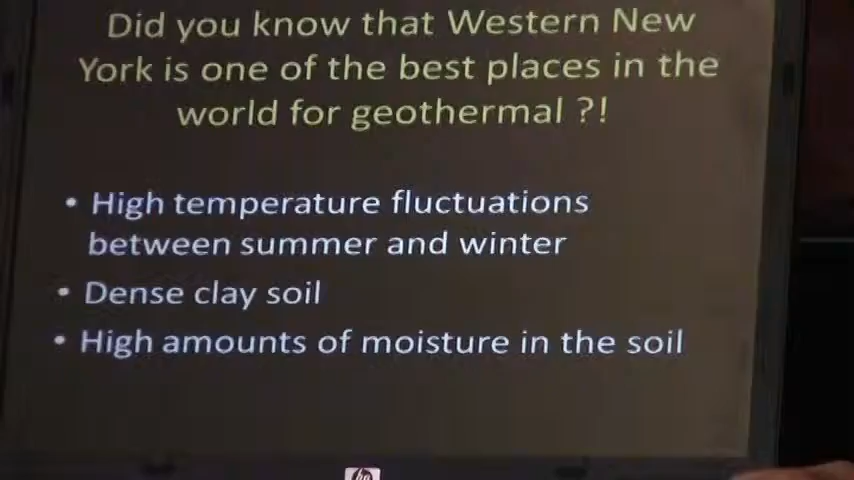 Did you know that Western New
York is one of the best places in the
world for geothermal ?!
• High temperature fluctuations
between summer and winter
• Dense clay soil
• High amounts of moisture in the soil
hp